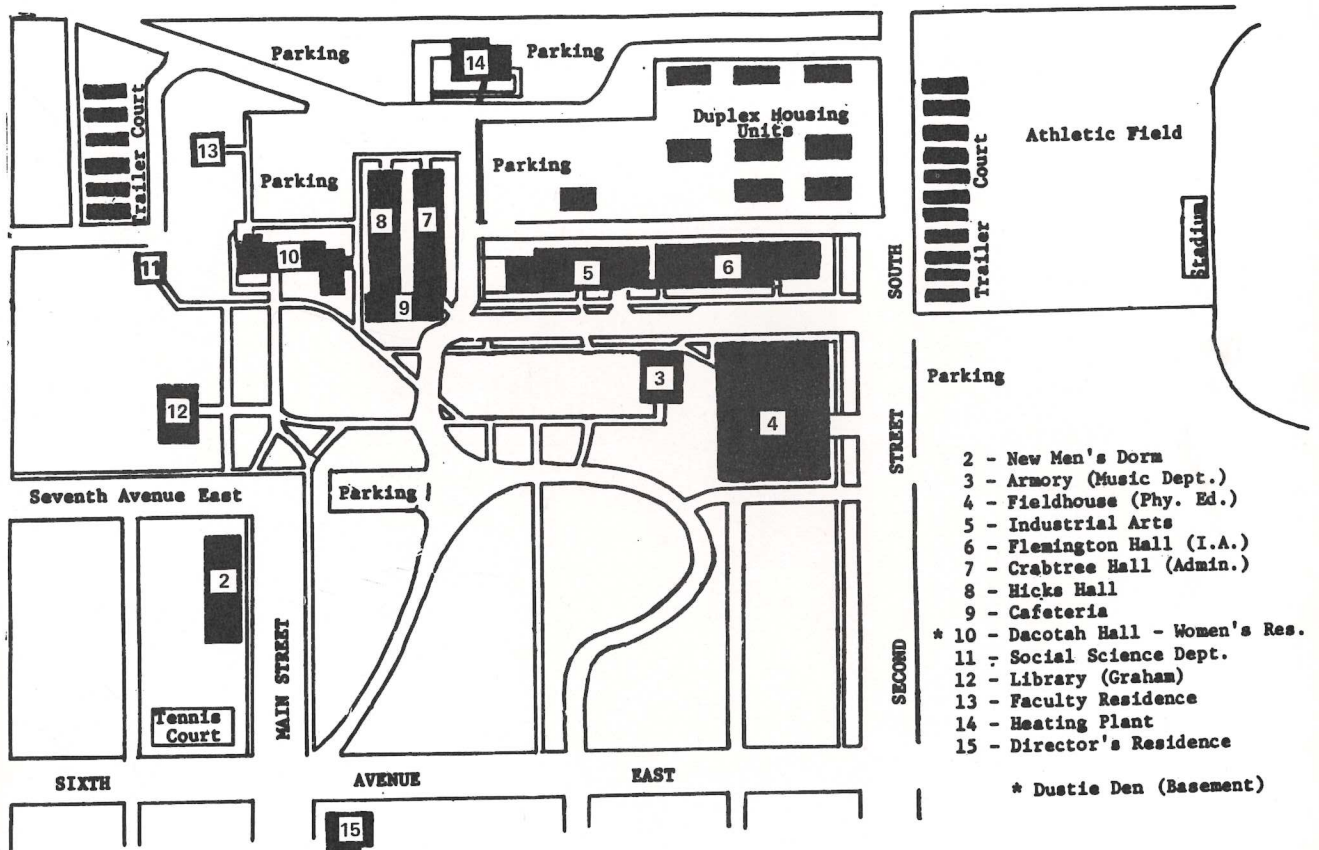 Parking
14
Parking
Trailer Court
13
Parking
Parking
Duplex Housing
Units
8
7
10
11
9
5
6
12
3
4
Seventh Avenue East
Parking
2
MAIN STREET
Tennis
Court
SIXTH
AVENUE
EAST
15
SOUTH
STREET
SECOND
Trailer Court
Athletic Field
Stadium
Parking
2 - New Men's Dorm
3 - Armory (Music Dept.)
4 - Fieldhouse (Phy. Ed.)
5 - Industrial Arts
6 - Flemington Hall (I.A.)
7 - Crabtree Hall (Admin.)
8 - Hicks Hall
9 - Cafeteria
* 10 - Dacotah Hall - Women's Res.
11 - Social Science Dept.
12 - Library (Graham)
13 - Faculty Residence
14 - Heating Plant
15 - Director's Residence
* Dustie Den (Basement)